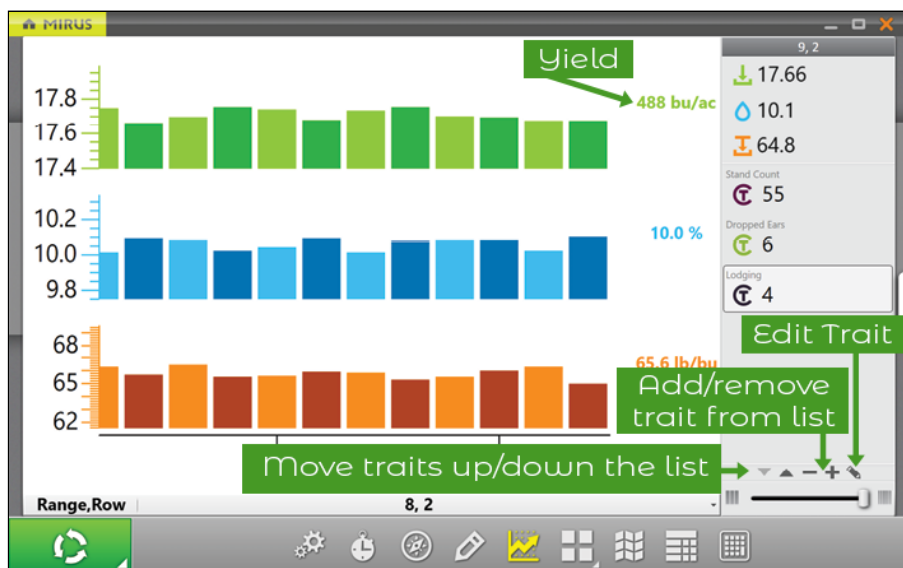 MIRUS
9, 2
Yield
17.8
17.6
17.4
488 bu/ac
17.66
10.1
64.8
Stand Count
55
10.2
10.0
9.8
10.0 %
Dropped Ears
6
Lodging
4
68
65
62
65.6 lb/bu
Edit Trait
Add/remove
trait from list
Move traits up/down the list
Range,Row
8, 2